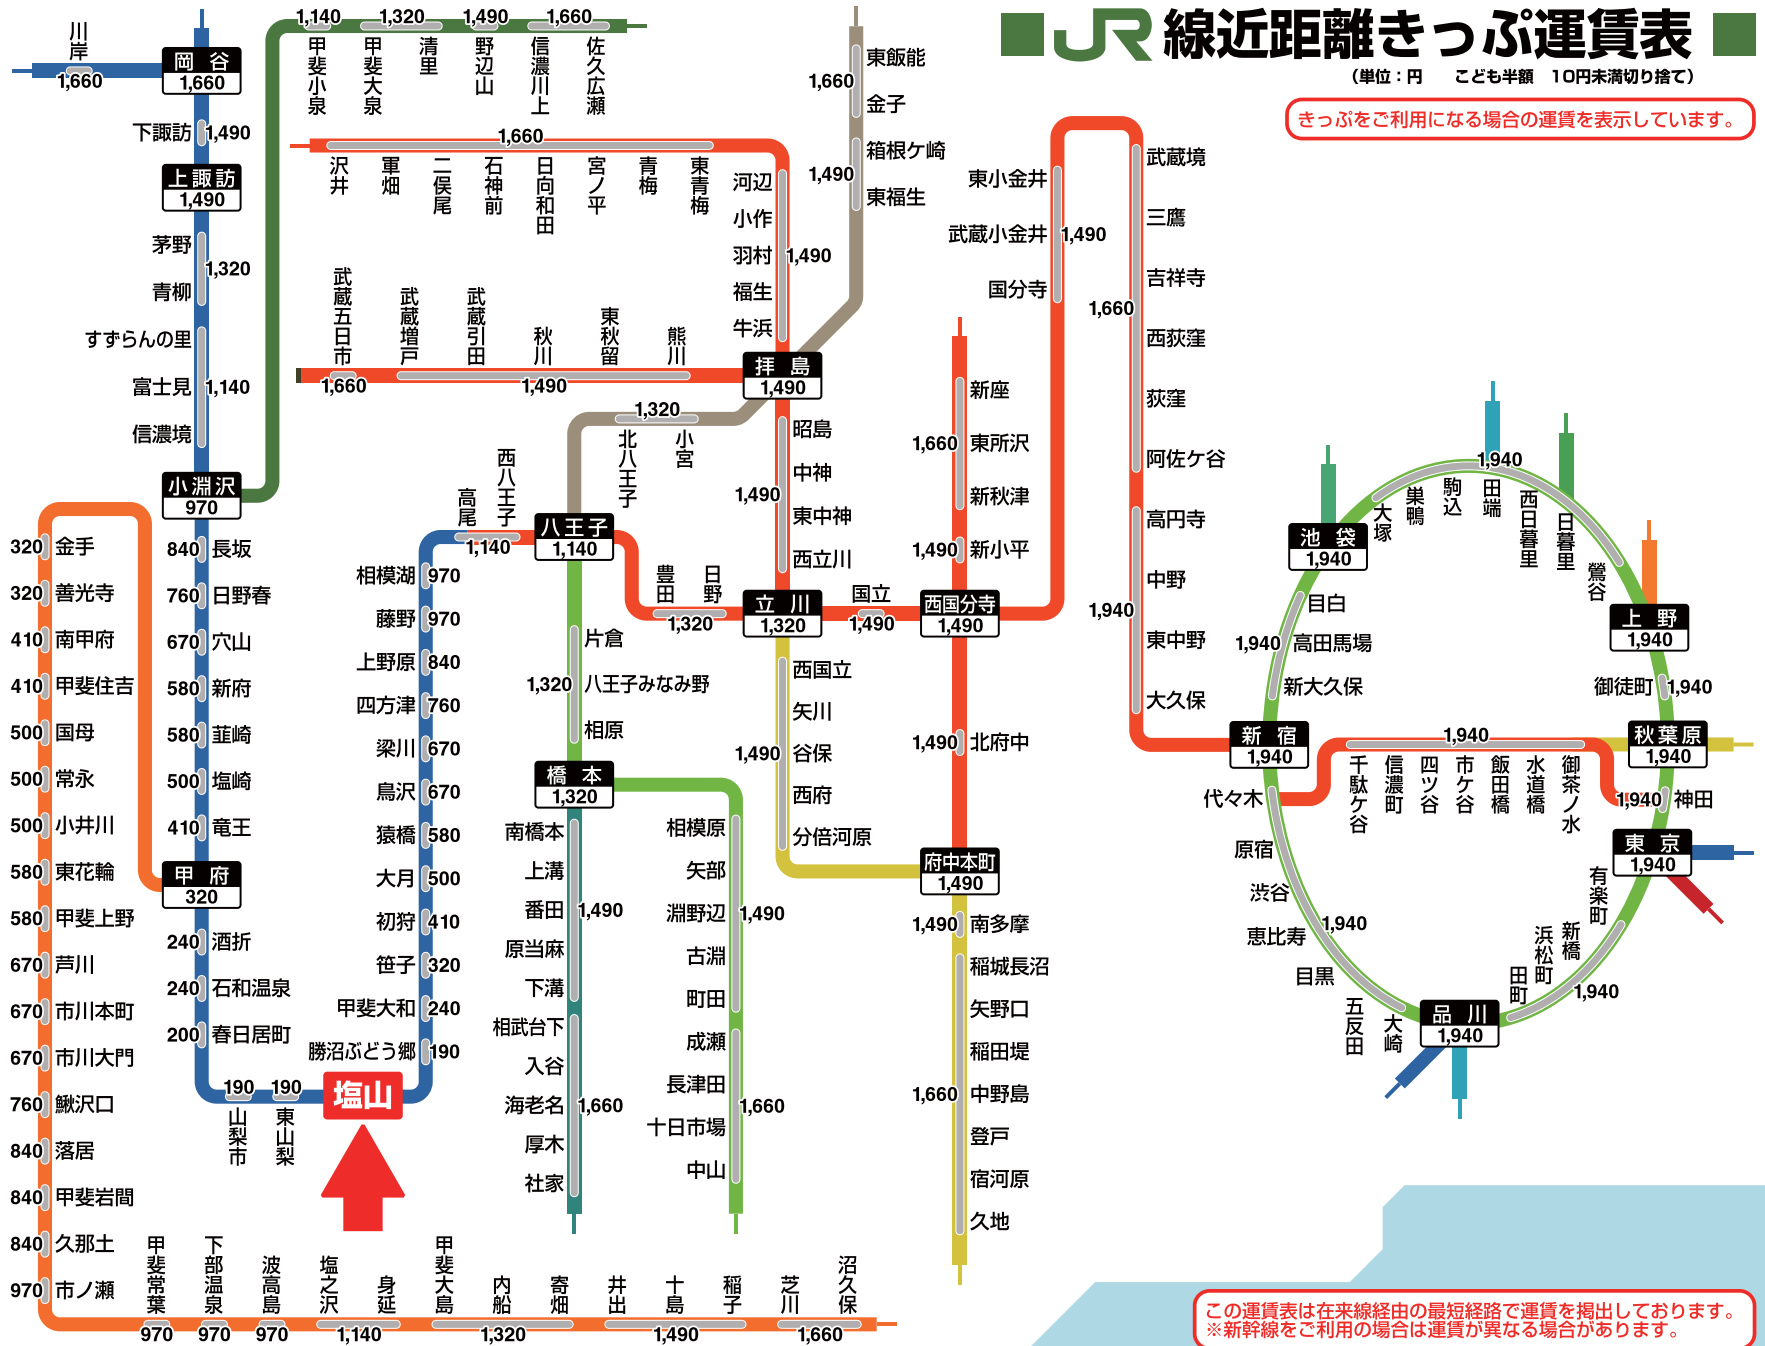 JR線近距離きっぷ運賃表
（単位：円　こども半額　10円未満切り捨て）
きっぷをご利用になる場合の運賃を表示しています。
川岸
1,660
岡谷
1,660
下諏訪
1,490
上諏訪
1,490
茅野
1,320
青柳
すずらんの里
富士見
1,140
信濃境
小淵沢
970
1,140
甲斐小泉
1,320
甲斐大泉
清里
1,490
野辺山
1,660
信濃川上
佐久広瀬
840 長坂
760 日野春
670 穴山
580 新府
580 韮崎
500 塩崎
410 竜王
甲府
320
240 酒折
240 石和温泉
200 春日居町
190
山梨市
190
東山梨
塩山
320 金手
320 善光寺
410 南甲府
410 甲斐住吉
500 国母
500 常永
500 小井川
580 東花輪
580 甲斐上野
670 芦川
670 市川本町
670 市川大門
760 鰍沢口
840 落居
840 甲斐岩間
840 久那土
970 市ノ瀬
甲斐常葉
970
下部温泉
970
波高島
970
塩之沢
身延
1,140
甲斐大島
内船
寄畑
1,320
井出
十島
稲子
1,490
芝川
沼久保
1,660
1,660
沢井
軍畑
二俣尾
石神前
日向和田
宮ノ平
青梅
東青梅
河辺
小作
羽村
1,490
福生
牛浜
武蔵五日市
1,660
武蔵増戸
武蔵引田
秋川
東秋留
熊川
1,490
拝島
1,490
東飯能
1,660
金子
箱根ケ崎
1,490
東福生
1,320
北八王子
小宮
昭島
中神
1,490
東中神
西立川
高尾
西八王子
1,140
八王子
1,140
豊田
日野
1,320
立川
1,320
国立
1,490
西国分寺
1,490
相模湖 970
藤野 970
上野原 840
四方津 760
梁川 670
鳥沢 670
猿橋 580
大月 500
初狩 410
笹子 320
甲斐大和 240
勝沼ぶどう郷 190
片倉
1,320 八王子みなみ野
相原
橋本
1,320
南橋本
上溝
番田 1,490
原当麻
下溝
相武台下
入谷
海老名 1,660
厚木
社家
相模原
矢部
淵野辺 1,490
古淵
町田
成瀬
長津田
1,660
十日市場
中山
西国立
矢川
1,490 谷保
西府
分倍河原
新座
1,660 東所沢
新秋津
1,490 新小平
1,490 北府中
府中本町
1,490
1,490 南多摩
稲城長沼
矢野口
稲田堤
1,660 中野島
登戸
宿河原
久地
東小金井
武蔵小金井 1,490
国分寺
武蔵境
三鷹
吉祥寺
1,660
西荻窪
荻窪
阿佐ケ谷
高円寺
中野
1,940
東中野
大久保
新宿
1,940
新大久保
1,940 高田馬場
目白
池袋
1,940
大塚
巣鴨
駒込
1,940
田端
西日暮里
日暮里
鶯谷
上野
1,940
御徒町 1,940
秋葉原
1,940
1,940 神田
東京
1,940
1,940
千駄ケ谷
信濃町
四ツ谷
市ケ谷
飯田橋
水道橋
御茶ノ水
代々木
原宿
渋谷
1,940
恵比寿
目黒
五反田
大崎
品川
1,940
田町
浜松町
新橋
有楽町
1,940
この運賃表は在来線経由の最短経路で運賃を掲出しております。
※新幹線をご利用の場合は運賃が異なる場合があります。